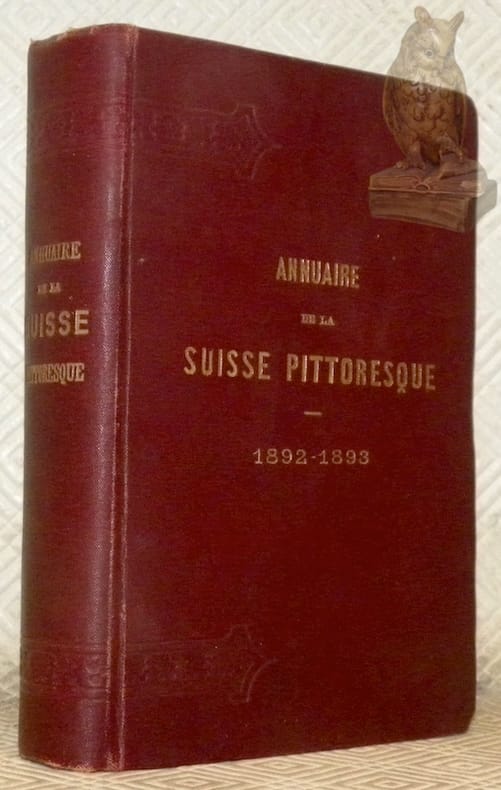 ANNUAIRE
DE LA
SUISSE
PITTORESQUE
ANNUAIRE
DE LA
SUISSE PITTORESQUE
1892-1893